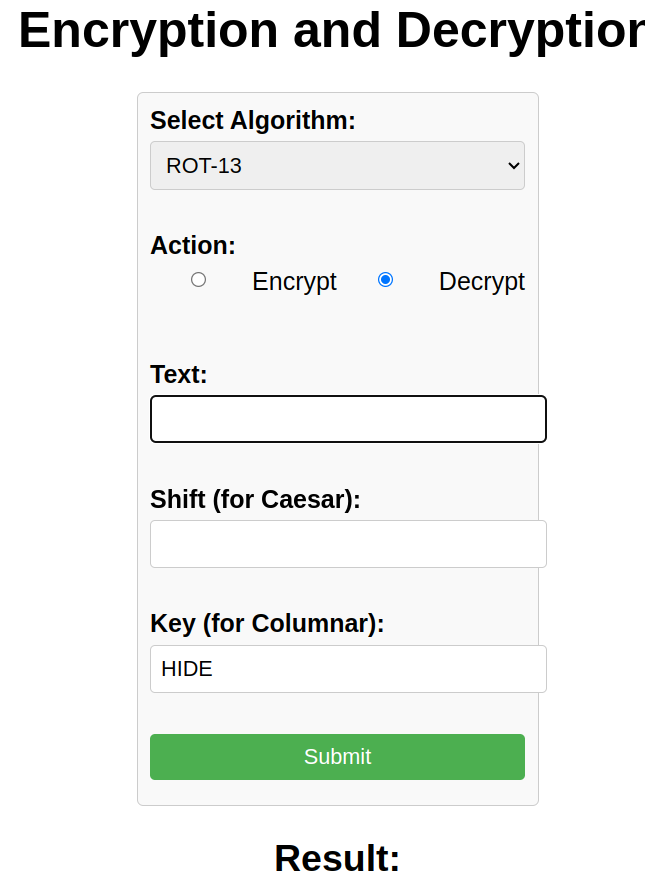 Encryption and Decryption
Select Algorithm:
ROT-13
Action:
Encrypt Decrypt
Text:
Shift (for Caesar):
Key (for Columnar):
HIDE
Submit
Result: